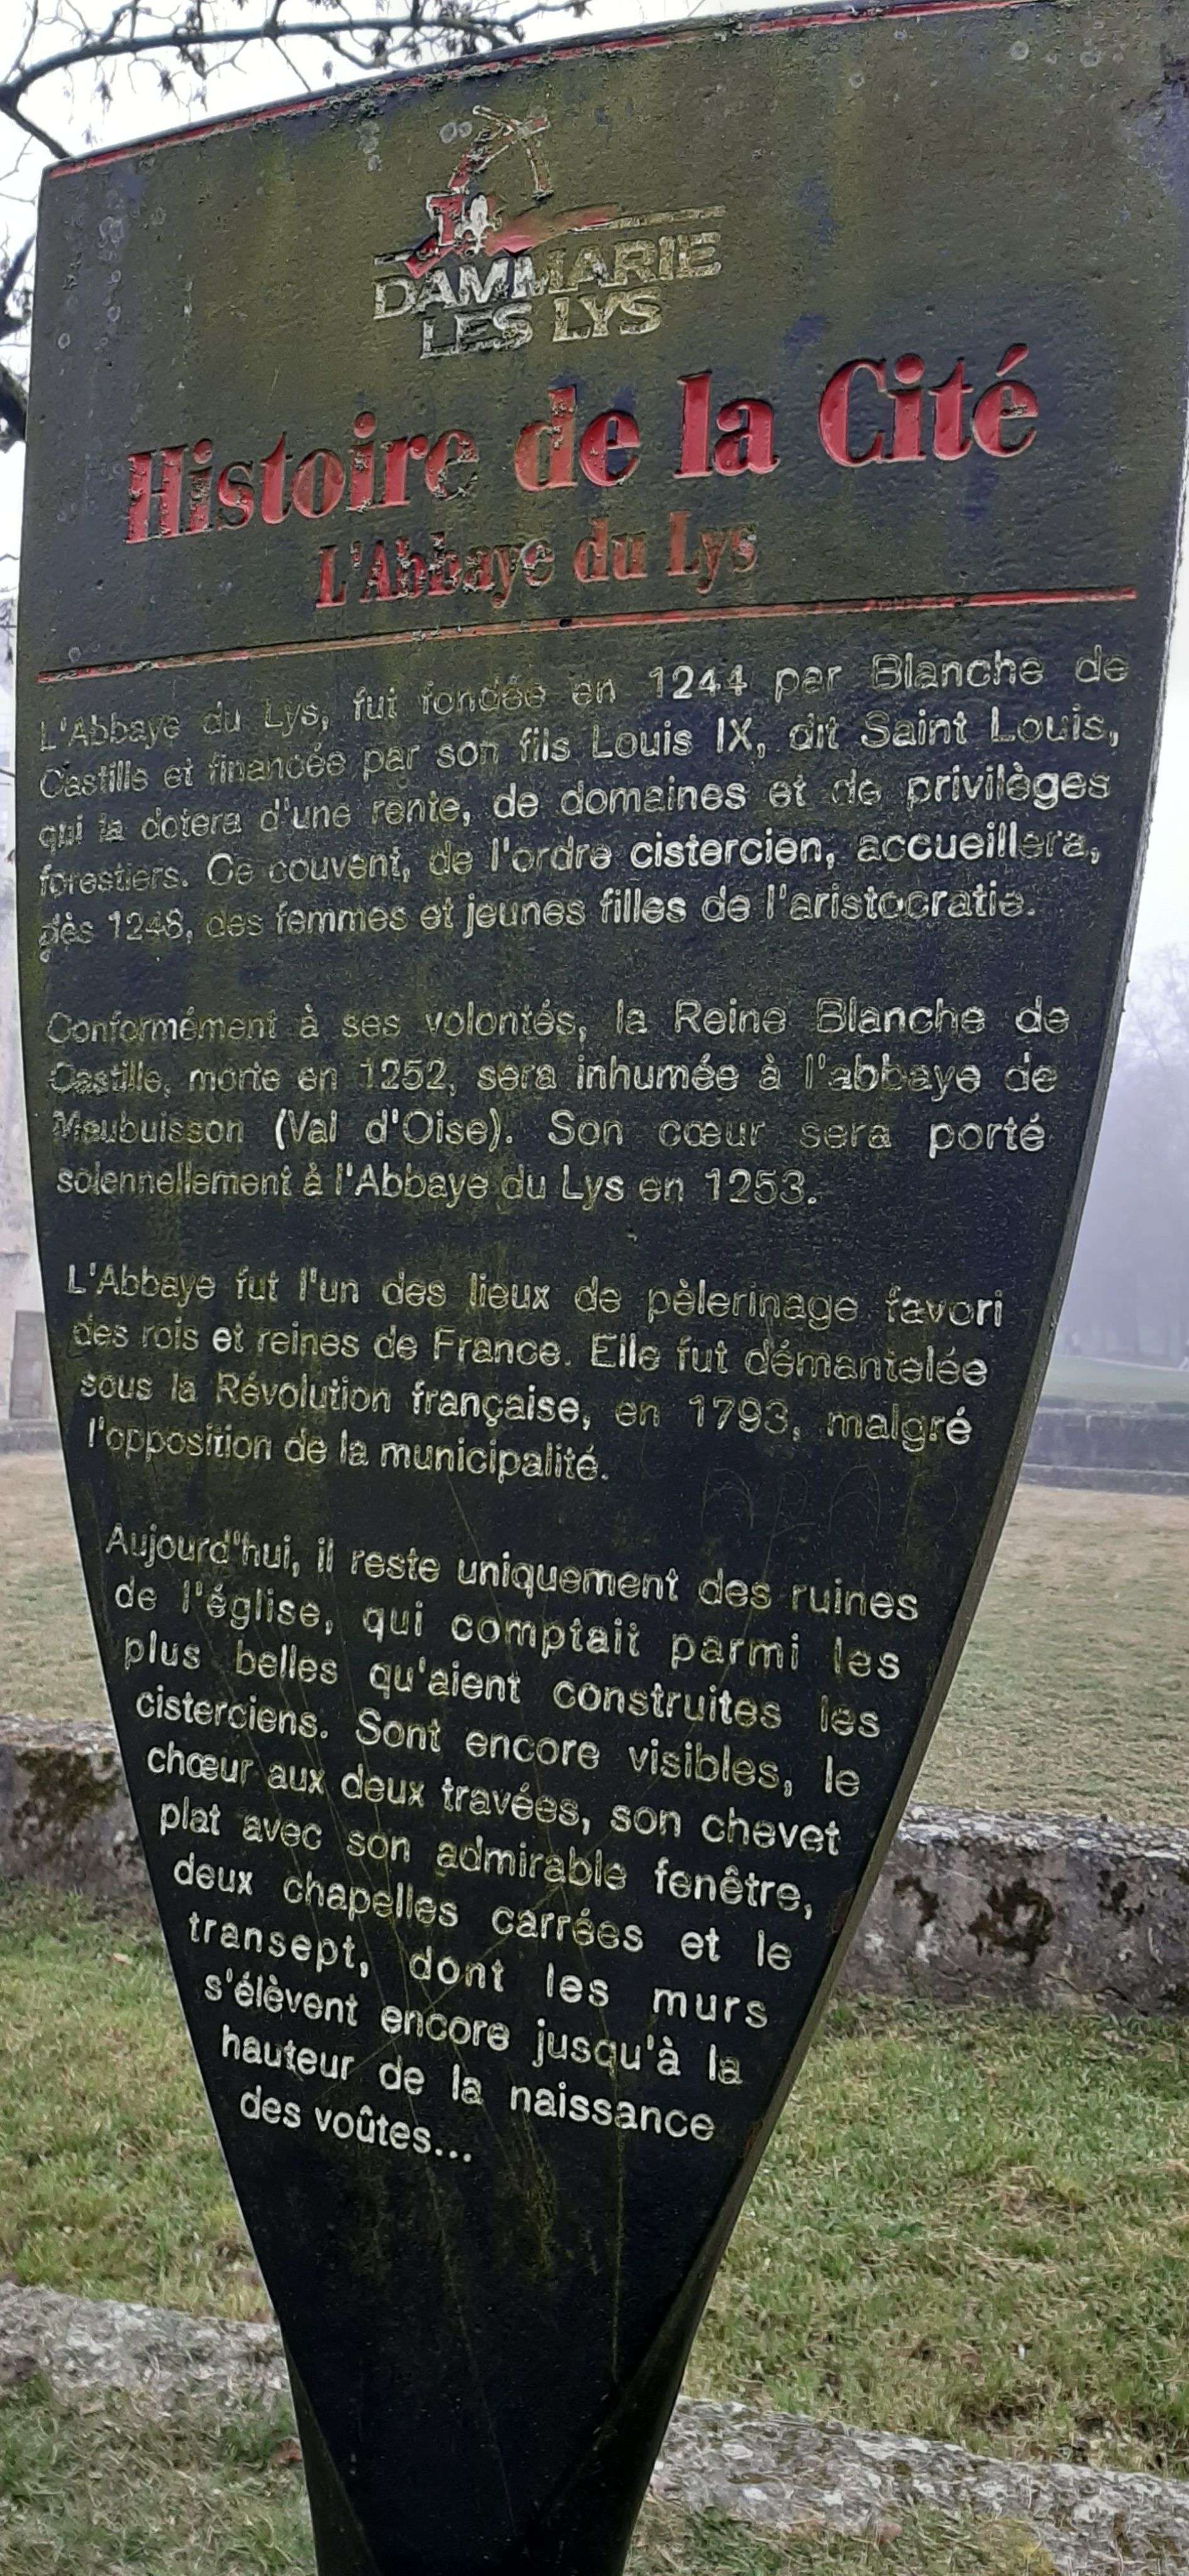 DAMMARIE
LES LYS
Histoire de la Cité
L'Abbaye du Lys
L'Abbaye du Lys, fut fondée en 1244 par Blanche de
Castille et financée par son fils Louis IX, dit Saint Louis,
qui la dotera d'une rente, de domaines et de privilèges
forestiers. Ce couvent, de l'ordre cistercien, accueillera,
dès 1248, des femmes et jeunes filles de l'aristocratie.
Conformément à ses volontés, la Reine Blanche de
Castille, morte en 1252, sera inhumée à l'abbaye de
Maubuisson (Val d'Oise). Son cœur sera porté
solennellement à l'Abbaye du Lys en 1253.
L'Abbaye fut l'un des lieux de pèlerinage favori
des rois et reines de France. Elle fut démantelée
sous la Révolution française, en 1793, malgré
l'opposition de la municipalité.
Aujourd'hui, il reste uniquement des ruines
de l'église, qui comptait parmi les
plus belles qu'aient construites les
cisterciens. Sont encore visibles, le
chœur aux deux travées, son chevet
plat avec son admirable fenêtre,
deux chapelles carrées et le
transept, dont les murs
s'élèvent encore jusqu'à la
hauteur de la naissance
des voûtes...